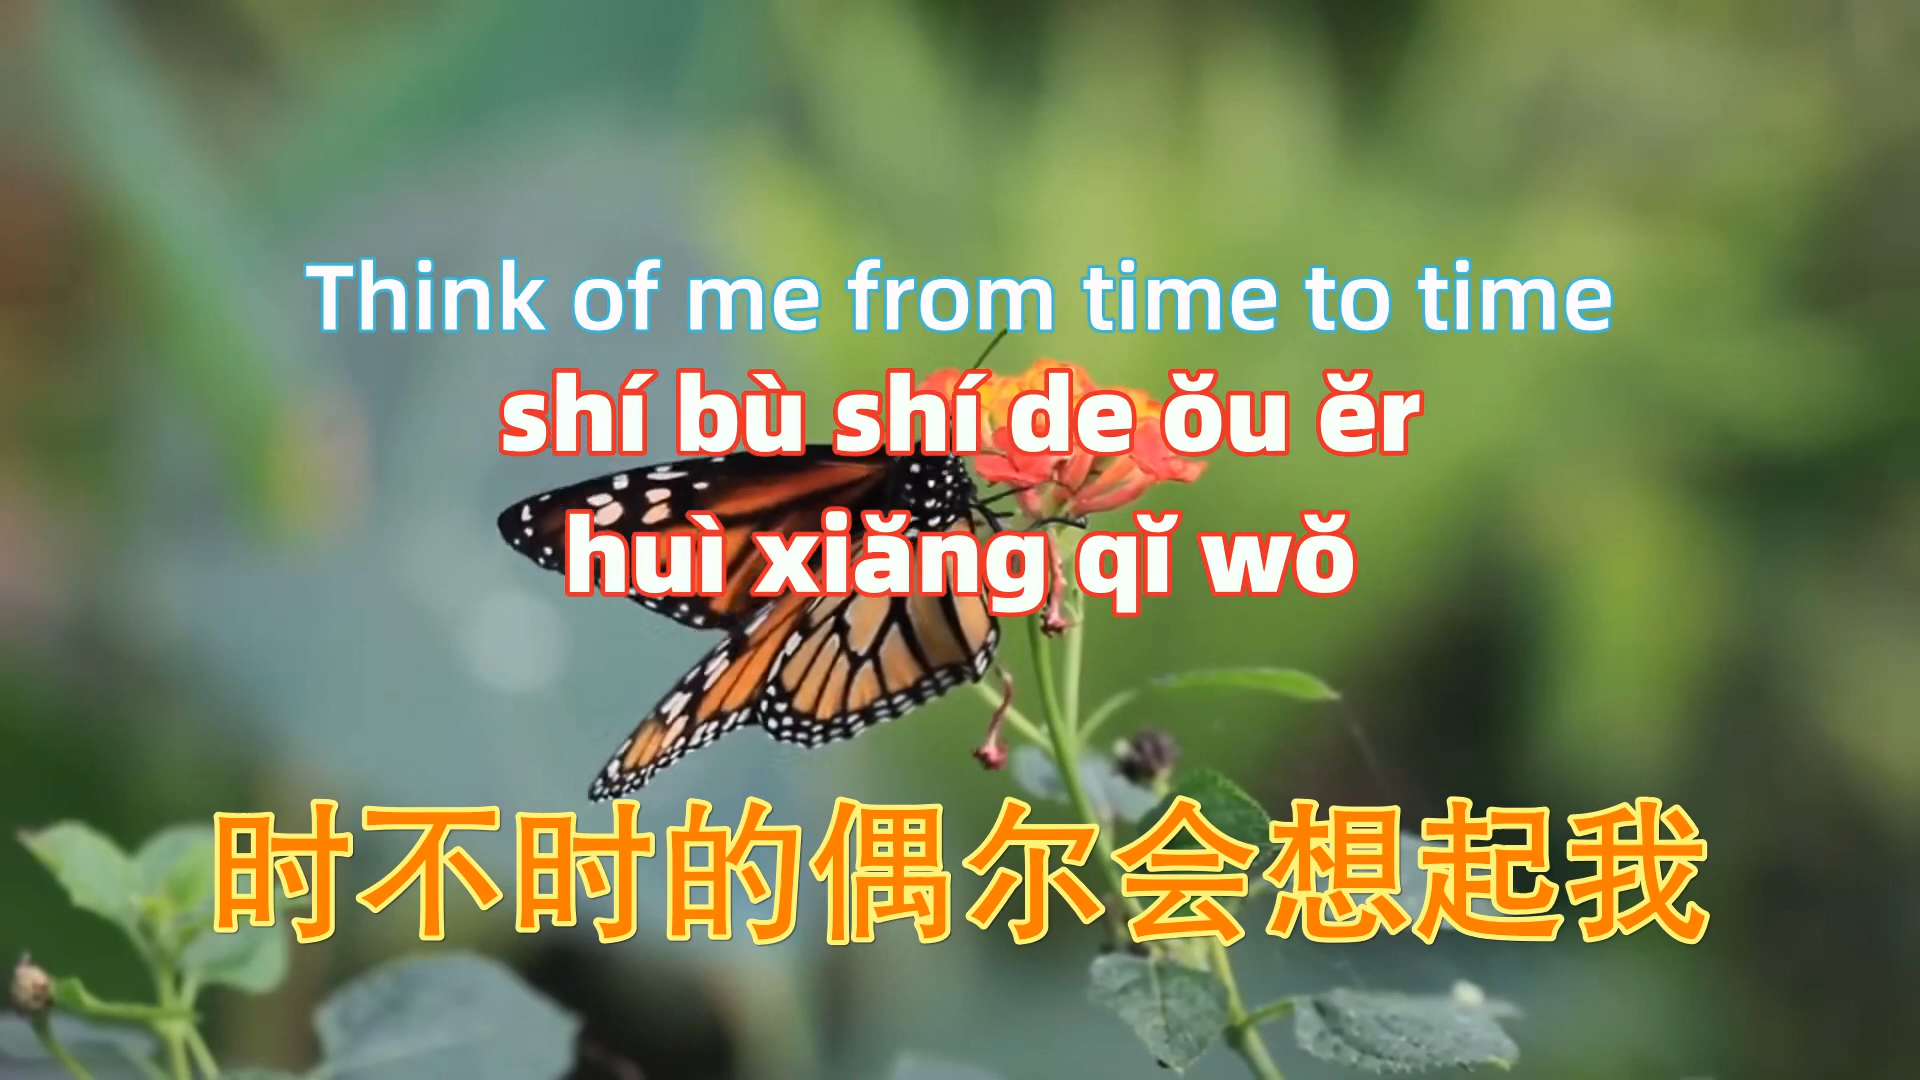 Think of me from time to time
shí bù shí de ŏu ĕr
huì xiăng qĭ wŏ
时不时的偶尔会想起我